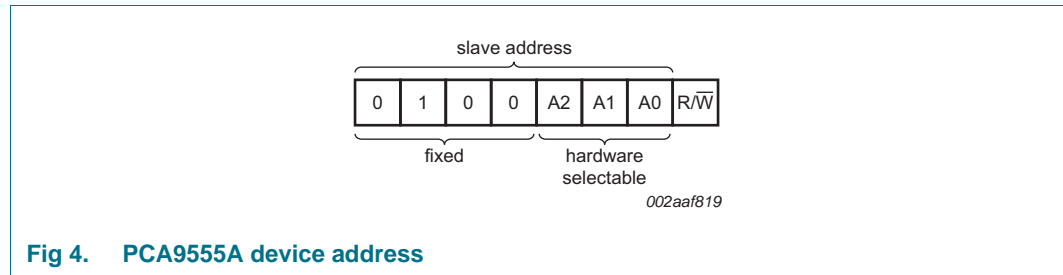 slave address
0 1 0 0 A2 A1 A0 R/W̅
fixed
hardware
selectable
002aaf819
Fig 4. PCA9555A device address